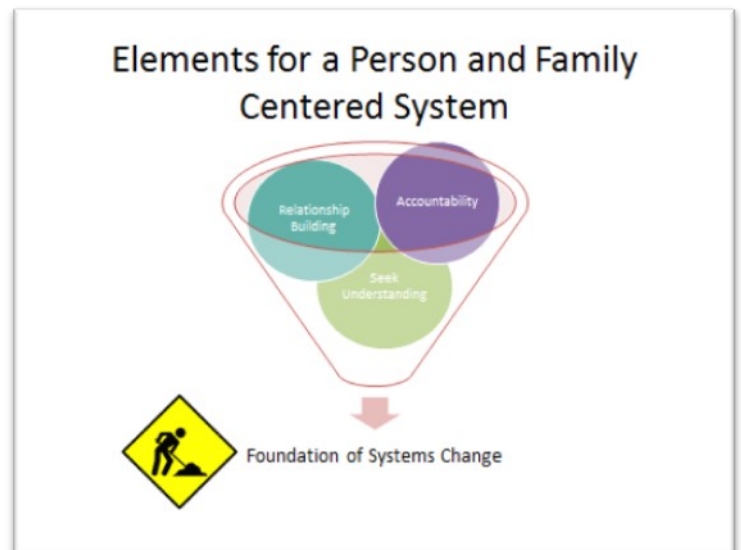 Elements for a Person and Family
Centered System
Relationship
Building
Accountability
Seek
Understanding
Foundation of Systems Change